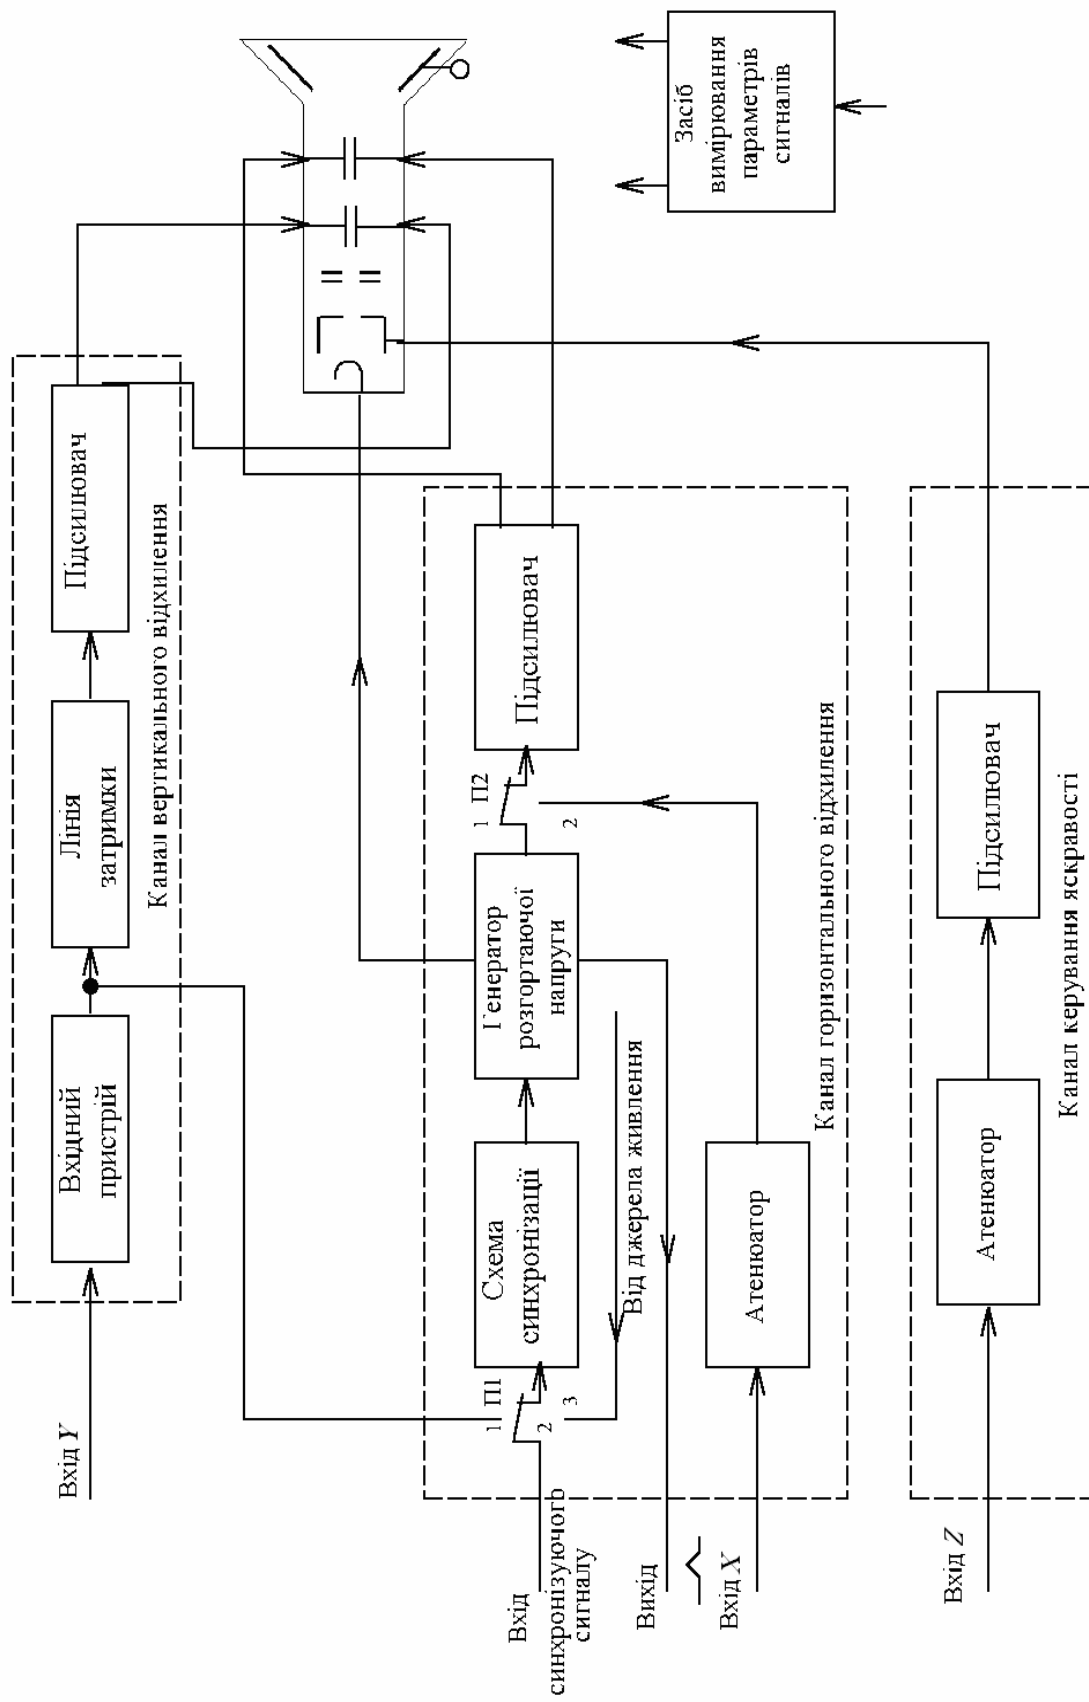 Вхід Y
Вхідний
пристрій
Лінія
затримки
Підсилювач
Канал вертикального відхилення
Вхід
синхронізуючого
сигналу
1
П1
2
3
Схема
синхронізації
Генератор
розгортаючої
напруги
1
П2
2
Підсилювач
Від джерела живлення
Вихід
Вхід X
Атенюатор
Канал горизонтального відхилення
Вхід Z
Атенюатор
Підсилювач
Канал керування яскравості
Засіб
вимірювання
параметрів
сигналів